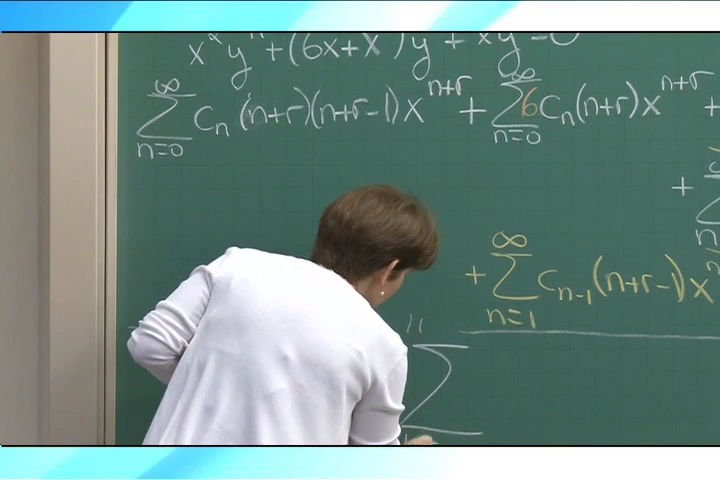 x²y" + (6x+x²)y' + xy = 0
∞ ∞
∑ cₙ(n+r)(n+r-1)x^{n+r} + ∑ 6cₙ(n+r)x^{n+r} +
n=0 n=0
+ ∑
∞
+ ∑ cₙ₋₁(n+r-1)x
n=1
∑